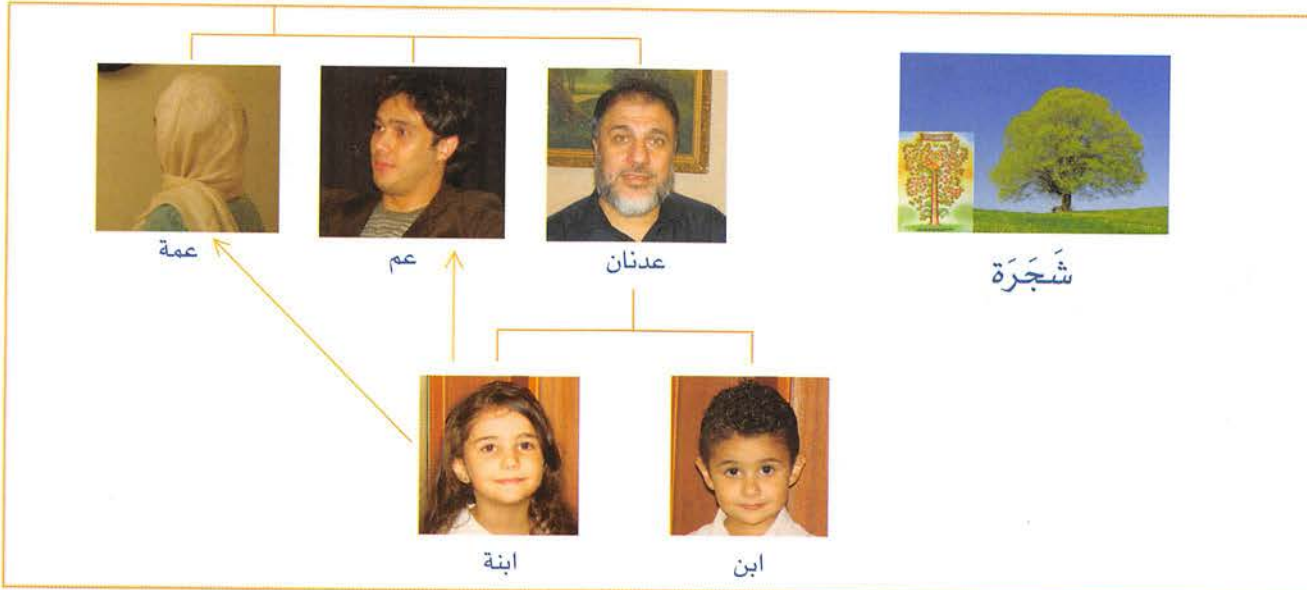 شَجَرَة
عدنان
عم
عمة
ابن
ابنة